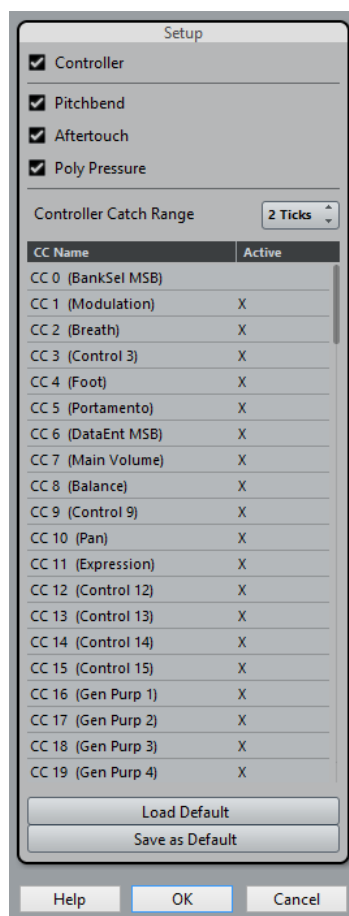 Setup
Controller
Pitchbend
Aftertouch
Poly Pressure
Controller Catch Range 2 Ticks
CC Name Active
CC 0 (BankSel MSB)
CC 1 (Modulation) X
CC 2 (Breath) X
CC 3 (Control 3) X
CC 4 (Foot) X
CC 5 (Portamento) X
CC 6 (DataEnt MSB) X
CC 7 (Main Volume) X
CC 8 (Balance) X
CC 9 (Control 9) X
CC 10 (Pan) X
CC 11 (Expression) X
CC 12 (Control 12) X
CC 13 (Control 13) X
CC 14 (Control 14) X
CC 15 (Control 15) X
CC 16 (Gen Purp 1) X
CC 17 (Gen Purp 2) X
CC 18 (Gen Purp 3) X
CC 19 (Gen Purp 4) X
Load Default
Save as Default
Help OK Cancel